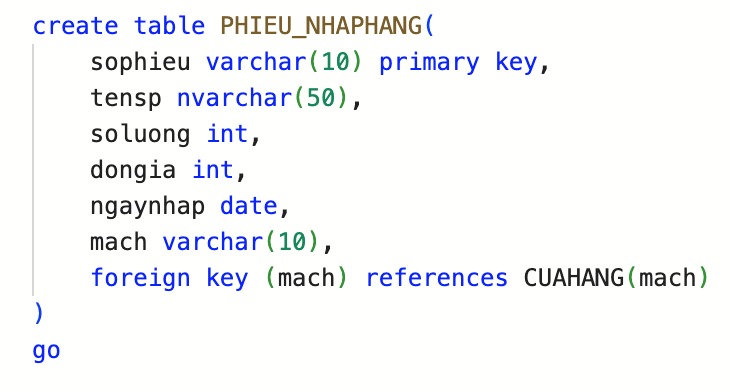 create table PHIEU_NHAPHANG(
    sophieu varchar(10) primary key,
    tensp nvarchar(50),
    soluong int,
    dongia int,
    ngaynhap date,
    mach varchar(10),
    foreign key (mach) references CUAHANG(mach)
)
go